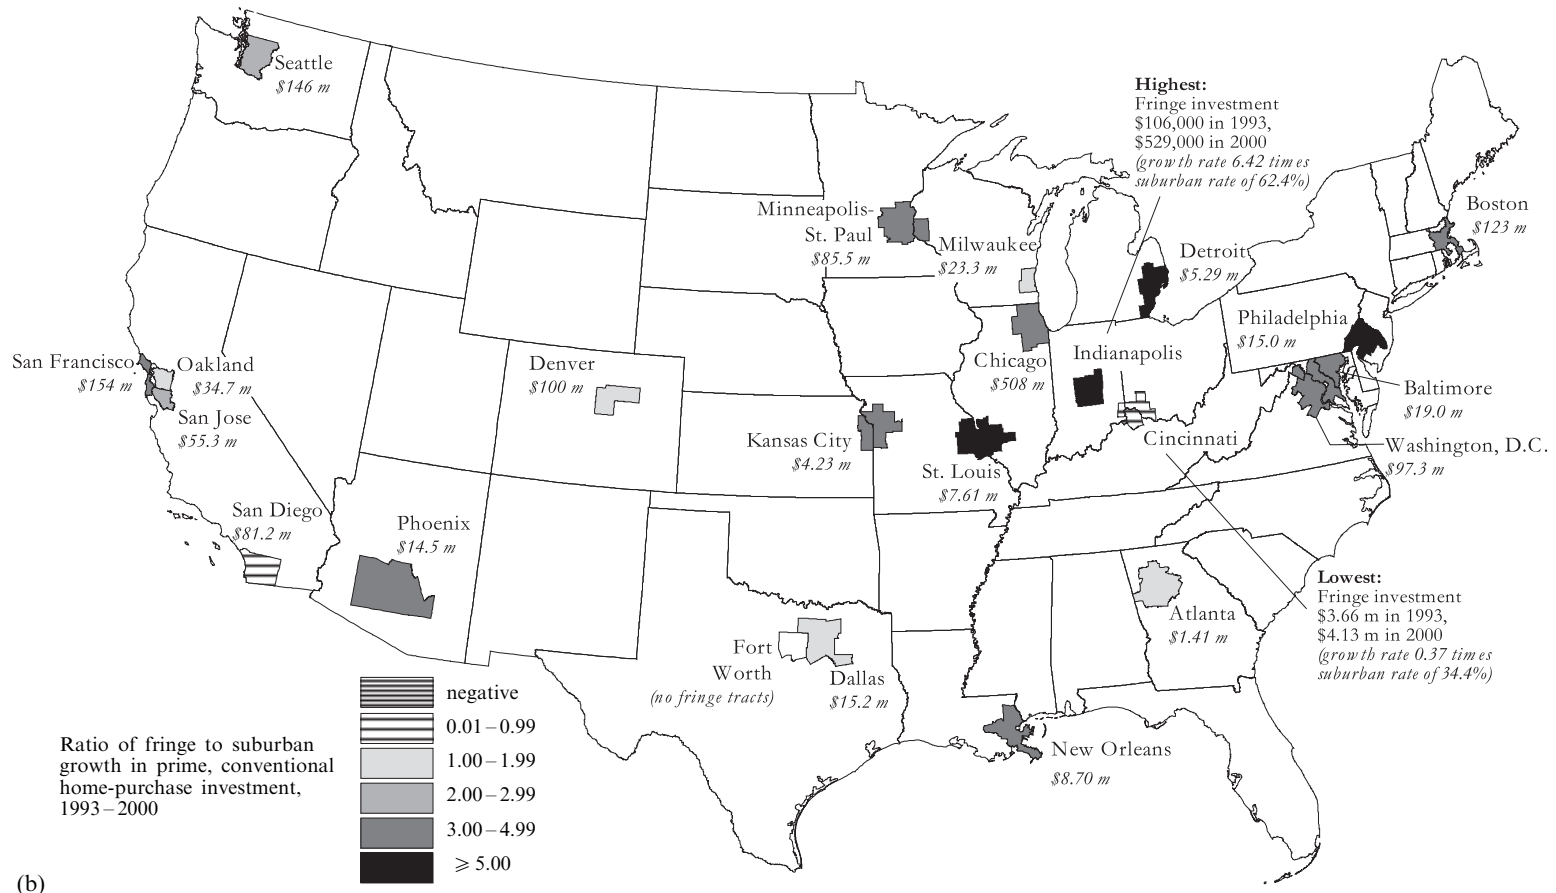 Seattle
$146 m
Highest:
Fringe investment
$106,000 in 1993,
$529,000 in 2000
(growth rate 6.42 times
suburban rate of 62.4%)
Minneapolis-
St. Paul
$85.5 m
Milwaukee
$23.3 m
Detroit
$5.29 m
Boston
$123 m
San Francisco
$154 m
Oakland
$34.7 m
San Jose
$55.3 m
Denver
$100 m
Chicago
$508 m
Indianapolis
Philadelphia
$15.0 m
Baltimore
$19.0 m
Washington, D.C.
$97.3 m
Kansas City
$4.23 m
St. Louis
$7.61 m
Cincinnati
San Diego
$81.2 m
Phoenix
$14.5 m
Fort
Worth
(no fringe tracts)
Dallas
$15.2 m
Atlanta
$1.41 m
Lowest:
Fringe investment
$3.66 m in 1993,
$4.13 m in 2000
(growth rate 0.37 times
suburban rate of 34.4%)
New Orleans
$8.70 m
Ratio of fringe to suburban
growth in prime, conventional
home-purchase investment,
1993–2000
negative
0.01–0.99
1.00–1.99
2.00–2.99
3.00–4.99
⩾ 5.00
(b)